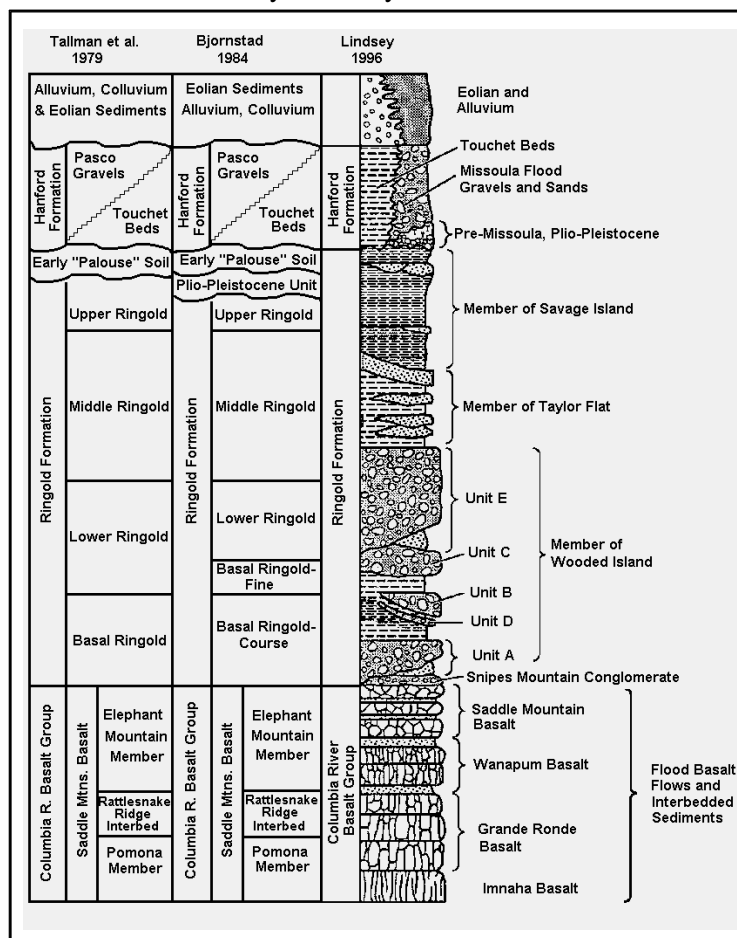 Tallman et al.
1979
Bjornstad
1984
Lindsey
1996
Alluvium, Colluvium
& Eolian Sediments
Eolian Sediments
Alluvium, Colluvium
Eolian and
Alluvium
Hanford
Formation
Pasco
Gravels
Touchet
Beds
Hanford
Formation
Pasco
Gravels
Touchet
Beds
Hanford
Formation
Touchet Beds
Missoula Flood
Gravels and Sands
Pre-Missoula, Plio-Pleistocene
Early "Palouse" Soil
Early "Palouse" Soil
Plio-Pleistocene Unit
Ringold Formation
Upper Ringold
Middle Ringold
Lower Ringold
Basal Ringold
Ringold Formation
Upper Ringold
Middle Ringold
Lower Ringold
Basal Ringold-
Fine
Basal Ringold-
Course
Ringold Formation
Member of Savage Island
Member of Taylor Flat
Unit E
Unit C
Unit B
Unit D
Unit A
Member of
Wooded Island
Snipes Mountain Conglomerate
Columbia R. Basalt Group
Saddle Mtns. Basalt
Elephant
Mountain
Member
Rattlesnake
Ridge
Interbed
Pomona
Member
Columbia R. Basalt Group
Saddle Mtns. Basalt
Elephant
Mountain
Member
Rattlesnake
Ridge
Interbed
Pomona
Member
Columbia River
Basalt Group
Saddle Mountain
Basalt
Wanapum Basalt
Grande Ronde
Basalt
Imnaha Basalt
Flood Basalt
Flows and
Interbedded
Sediments